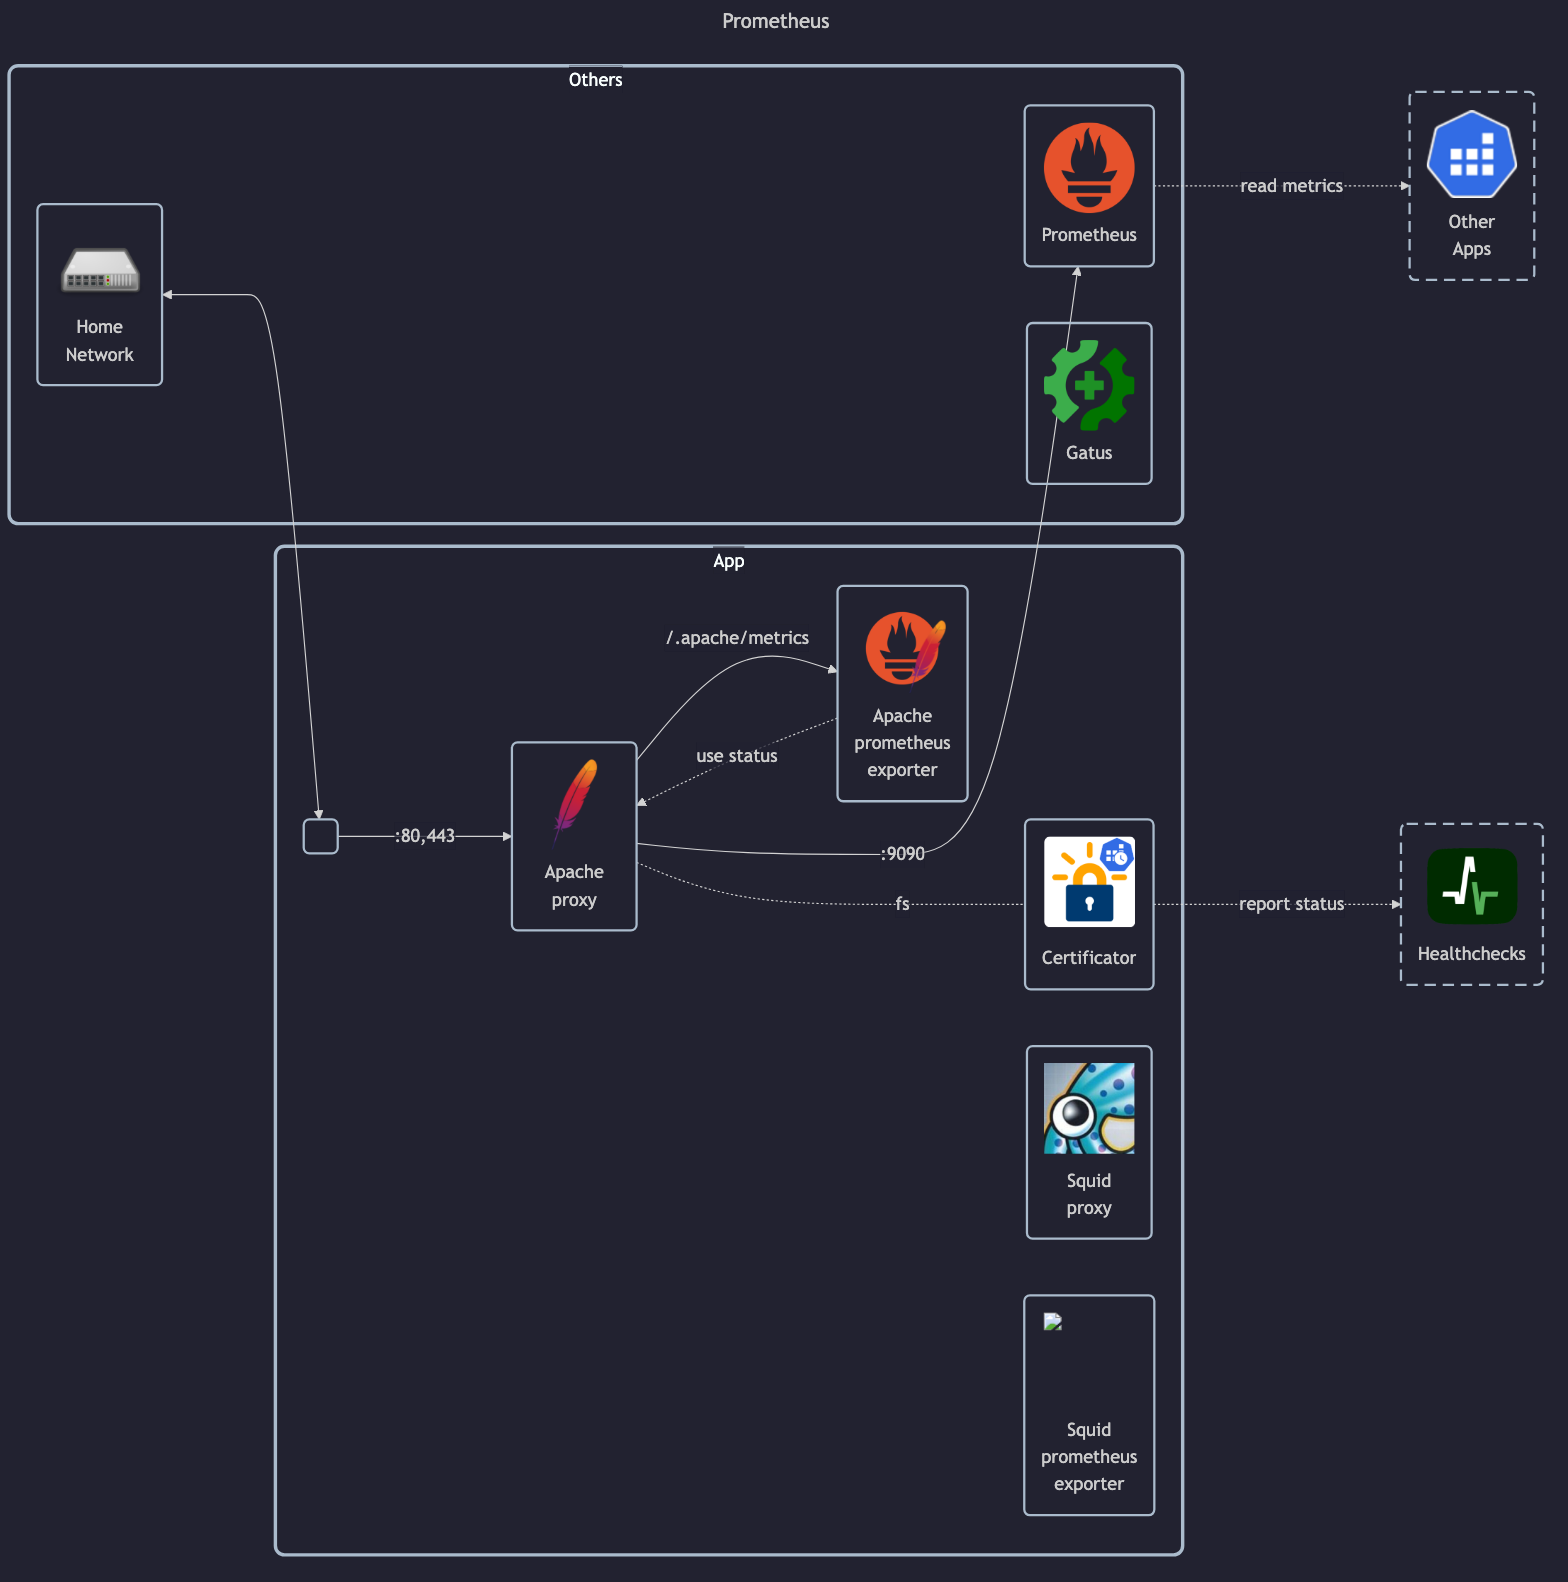 Prometheus
Others
Prometheus
read metrics
Other
Apps
Home
Network
Gatus
App
/.apache/metrics
Apache
prometheus
exporter
use status
:80,443
Apache
proxy
:9090
fs
Certificator
report status
Healthchecks
Squid
proxy
Squid
prometheus
exporter